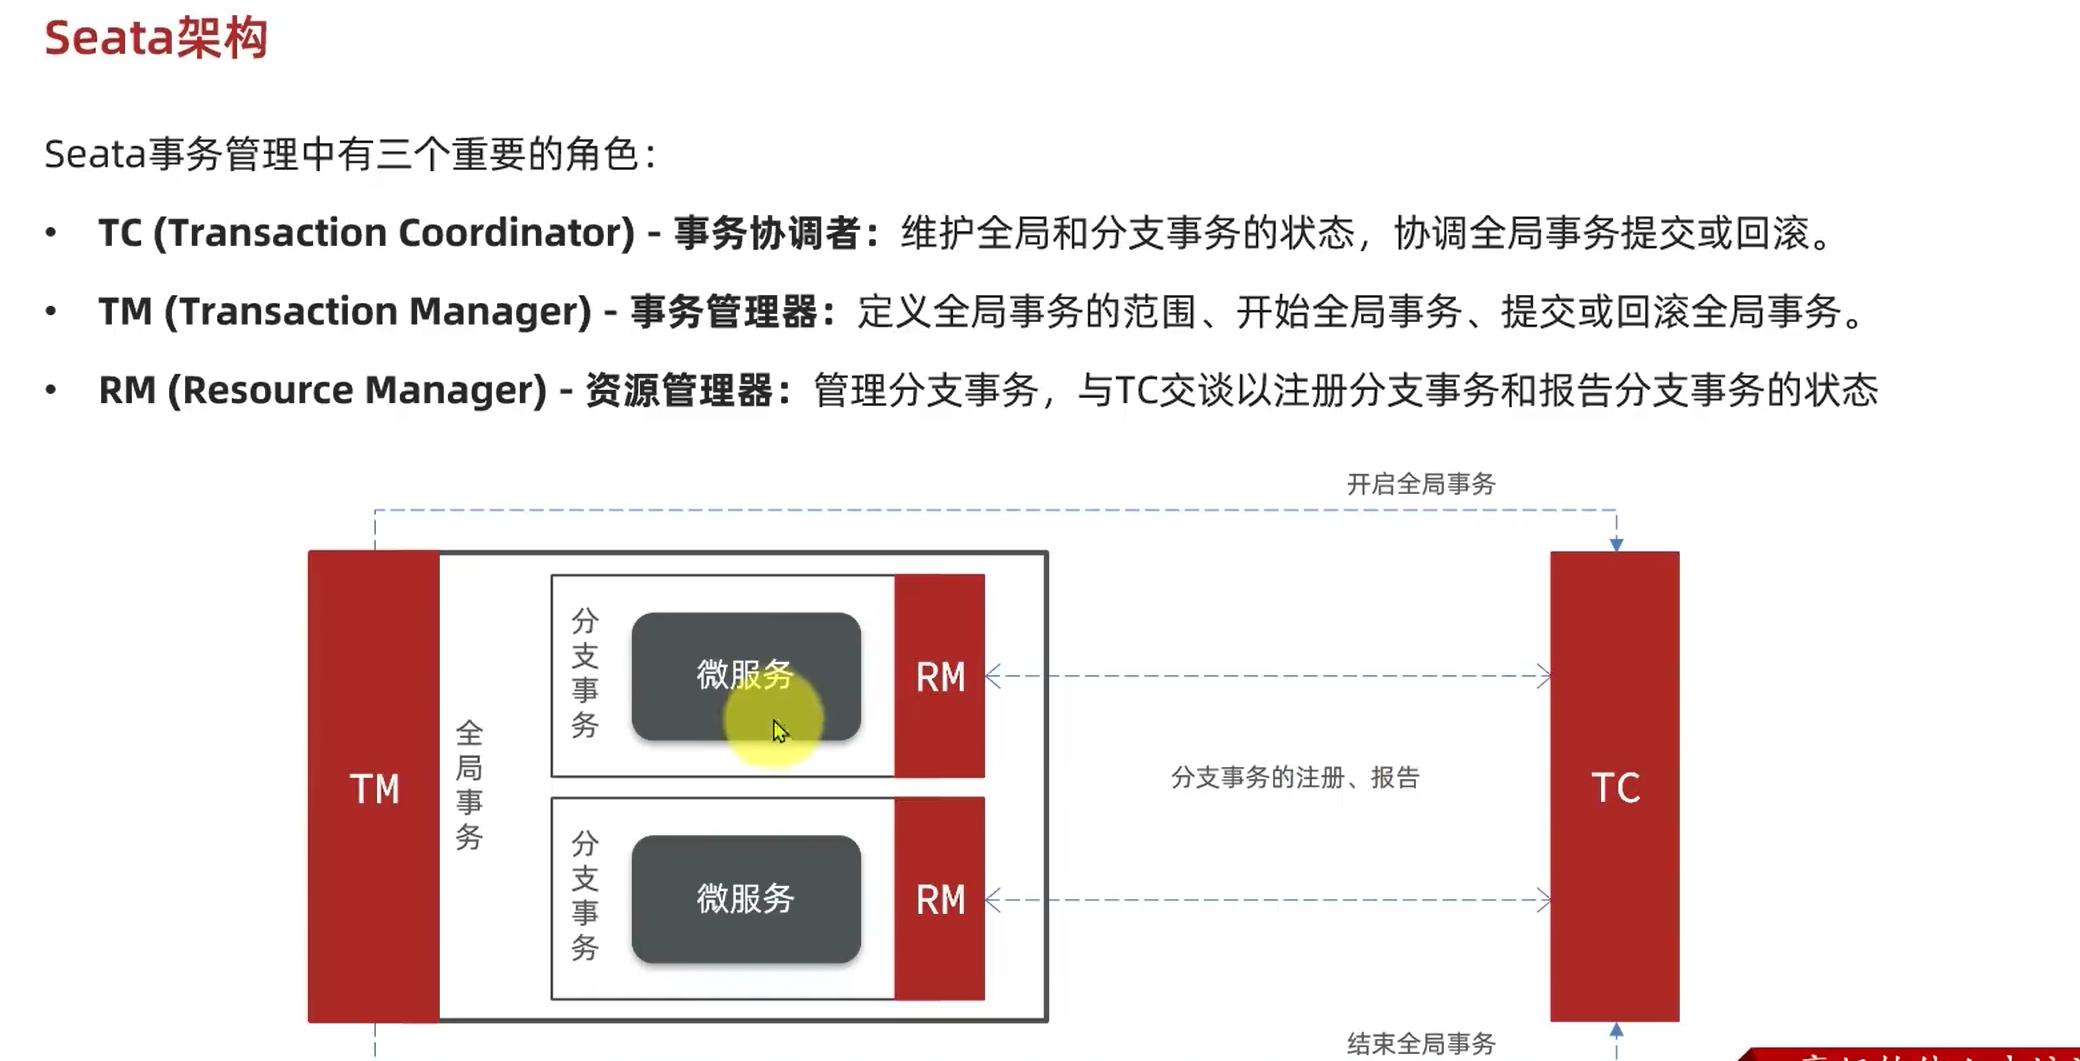 Seata架构
Seata事务管理中有三个重要的角色：
• TC (Transaction Coordinator) - 事务协调者：维护全局和分支事务的状态，协调全局事务提交或回滚。
• TM (Transaction Manager) - 事务管理器：定义全局事务的范围、开始全局事务、提交或回滚全局事务。
• RM (Resource Manager) - 资源管理器：管理分支事务，与TC交谈以注册分支事务和报告分支事务的状态
开启全局事务
TM
全局事务
分支事务
微服务
RM
分支事务
微服务
RM
分支事务的注册、报告
TC
结束全局事务